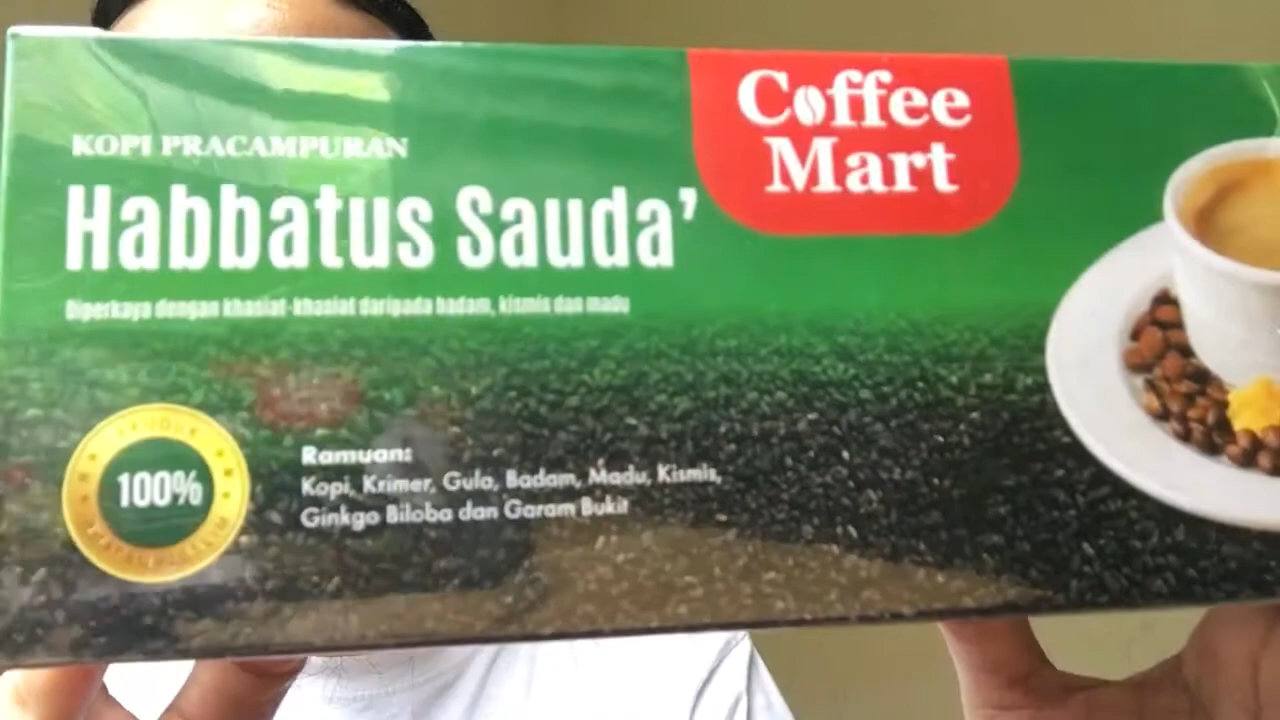 Coffee
Mart
KOPI PRACAMPURAN
Habbatus Sauda’
Diperkaya dengan khasiat-khasiat daripada badam, kismis dan madu
100%
Ramuan:
Kopi, Krimer, Gula, Badam, Madu, Kismis,
Ginkgo Biloba dan Garam Bukit